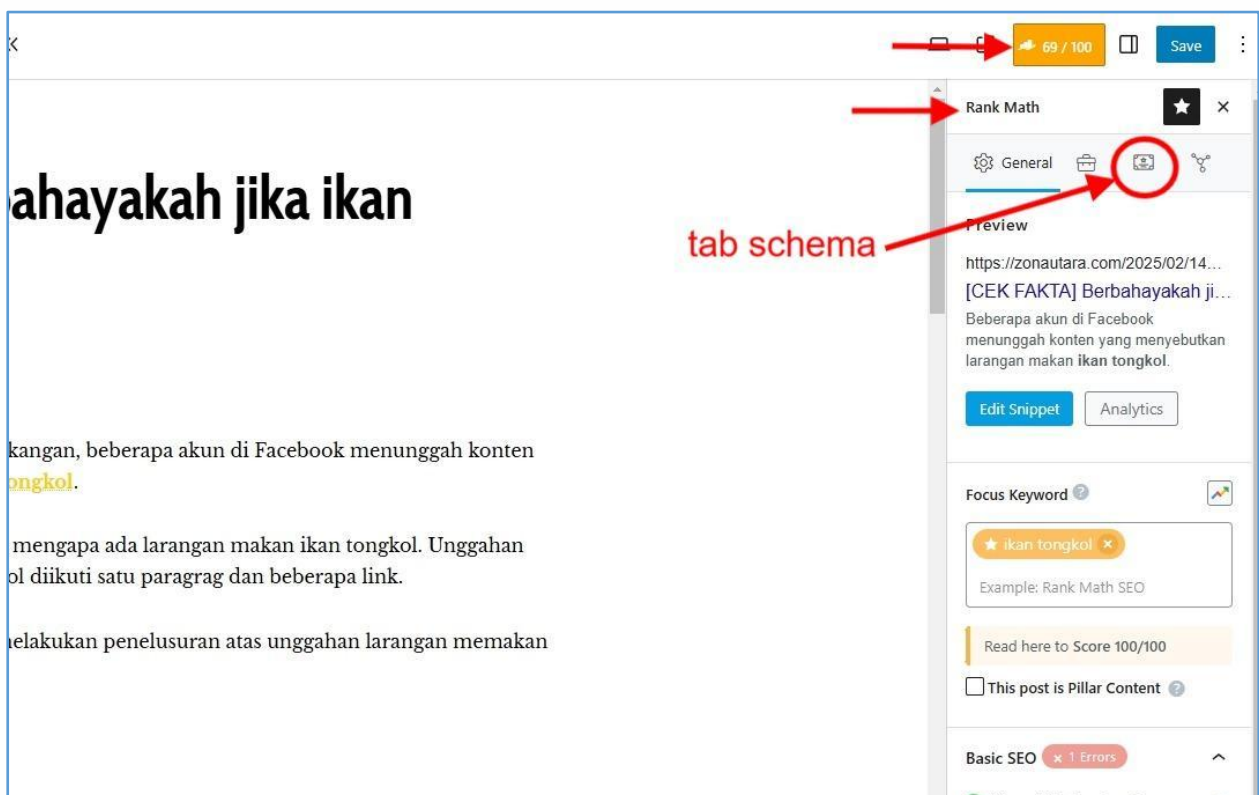 69 / 100
Save
Rank Math
General
tab schema
Preview
https://zonautara.com/2025/02/14...
[CEK FAKTA] Berbahayakah ji...
Beberapa akun di Facebook
menunggah konten yang menyebutkan
larangan makan ikan tongkol.
Edit Snippet
Analytics
Focus Keyword
ikan tongkol
Example: Rank Math SEO
Read here to Score 100/100
This post is Pillar Content
Basic SEO
x 1 Errors
ahayakah jika ikan
kangan, beberapa akun di Facebook menunggah konten
ongkol.
mengapa ada larangan makan ikan tongkol. Unggahan
ol diikuti satu paragrag dan beberapa link.
nelakukan penelusuran atas unggahan larangan memakan